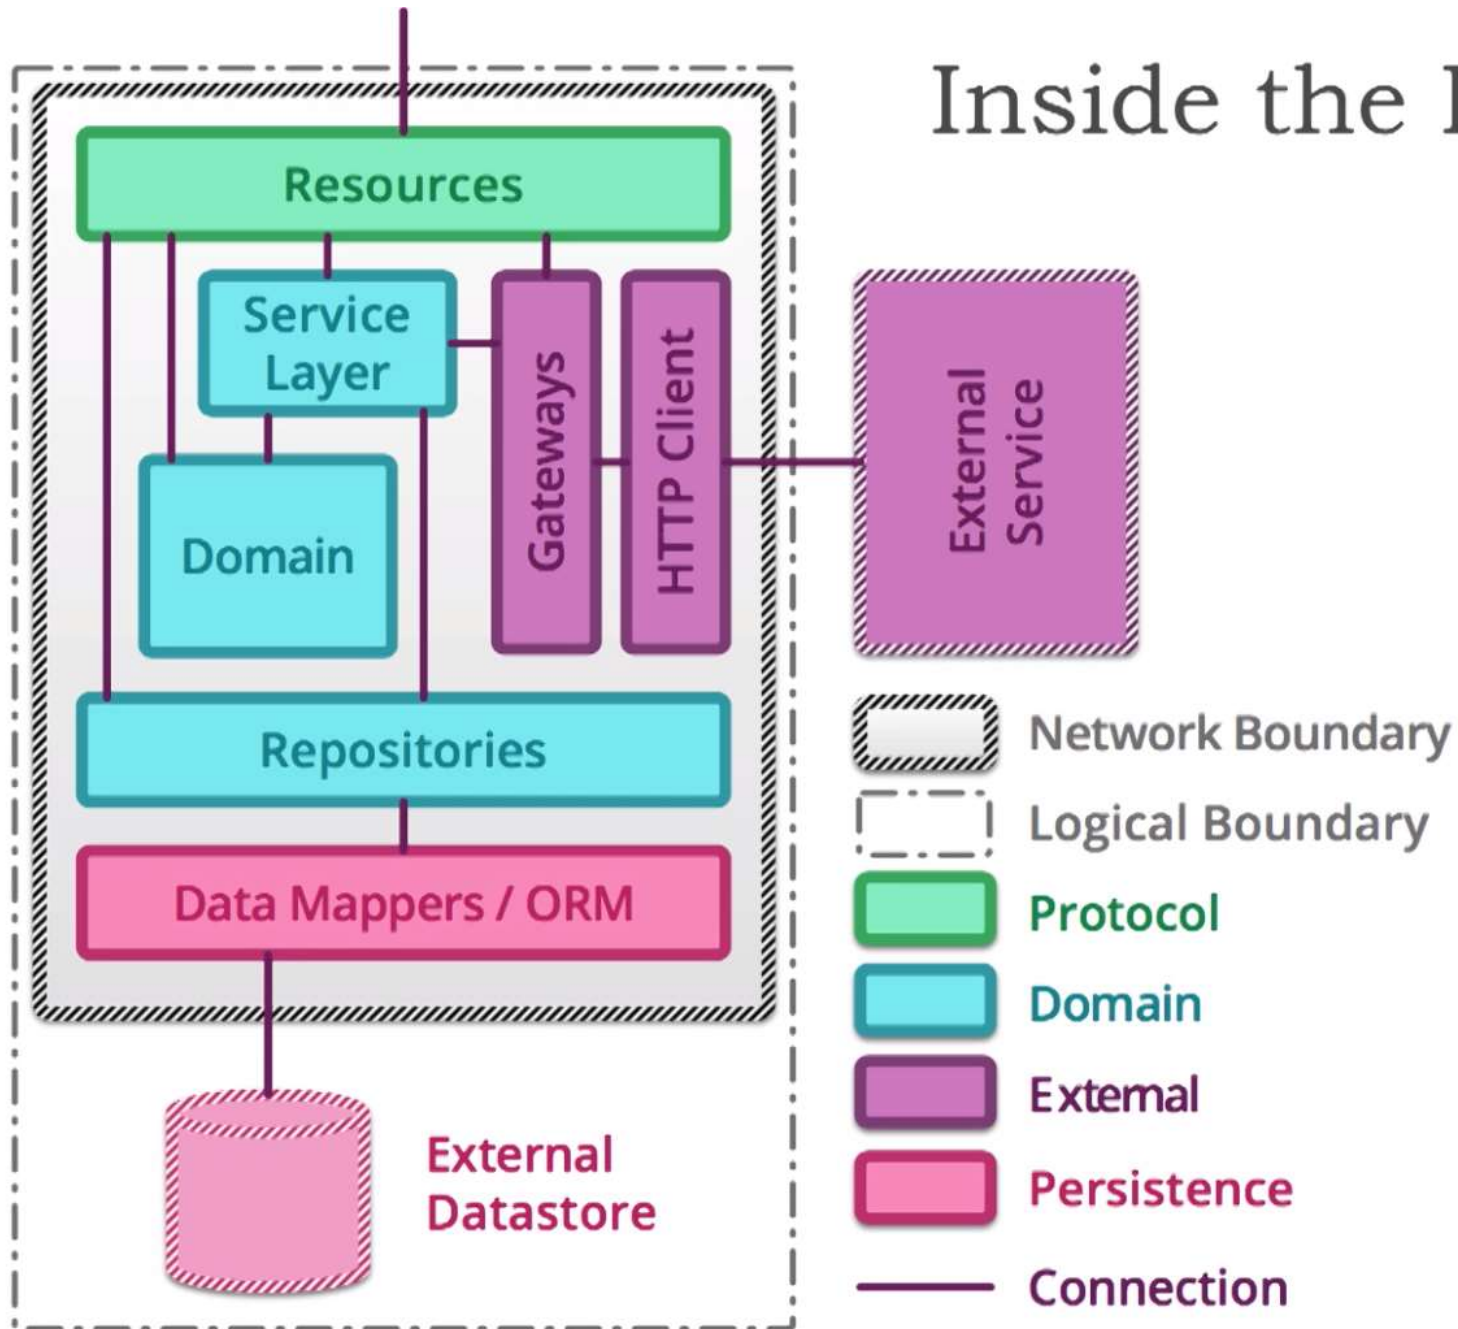 Inside the
Resources
Service
Layer
Gateways
HTTP Client
External
Service
Domain
Repositories
Data Mappers / ORM
External
Datastore
Network Boundary
Logical Boundary
Protocol
Domain
External
Persistence
Connection